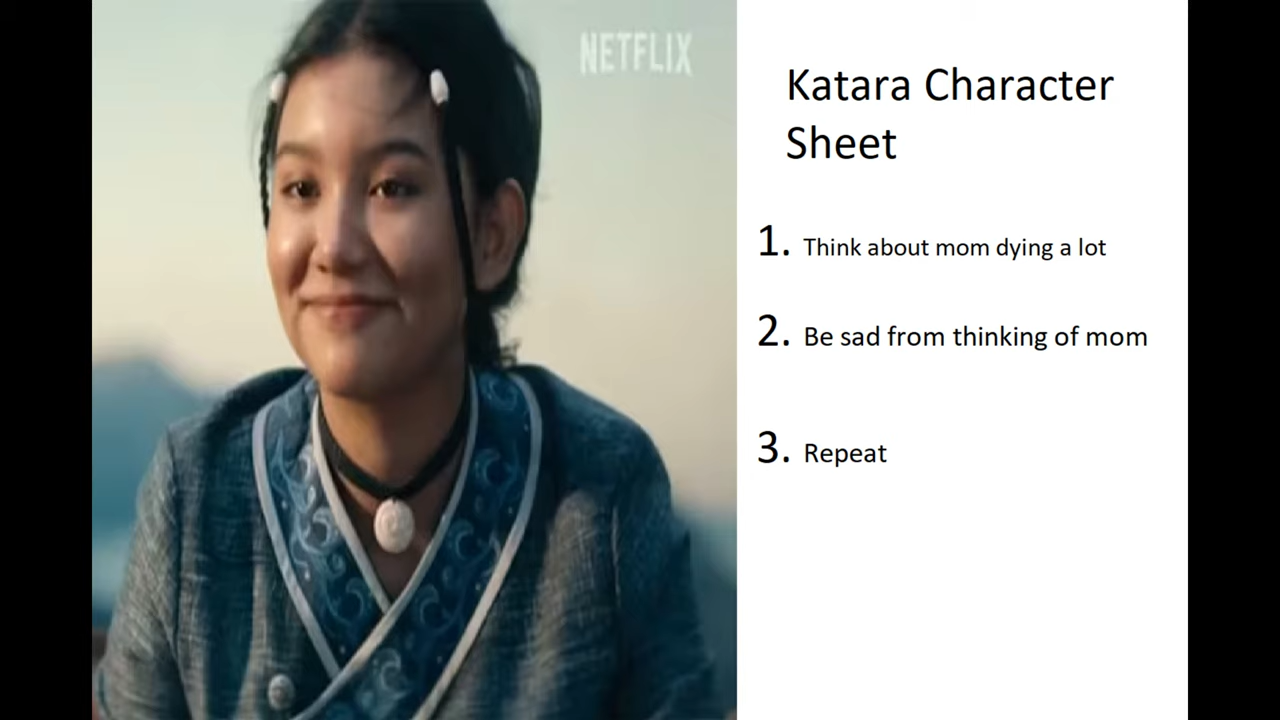 NETFLIX
Katara Character
Sheet
1. Think about mom dying a lot
2. Be sad from thinking of mom
3. Repeat